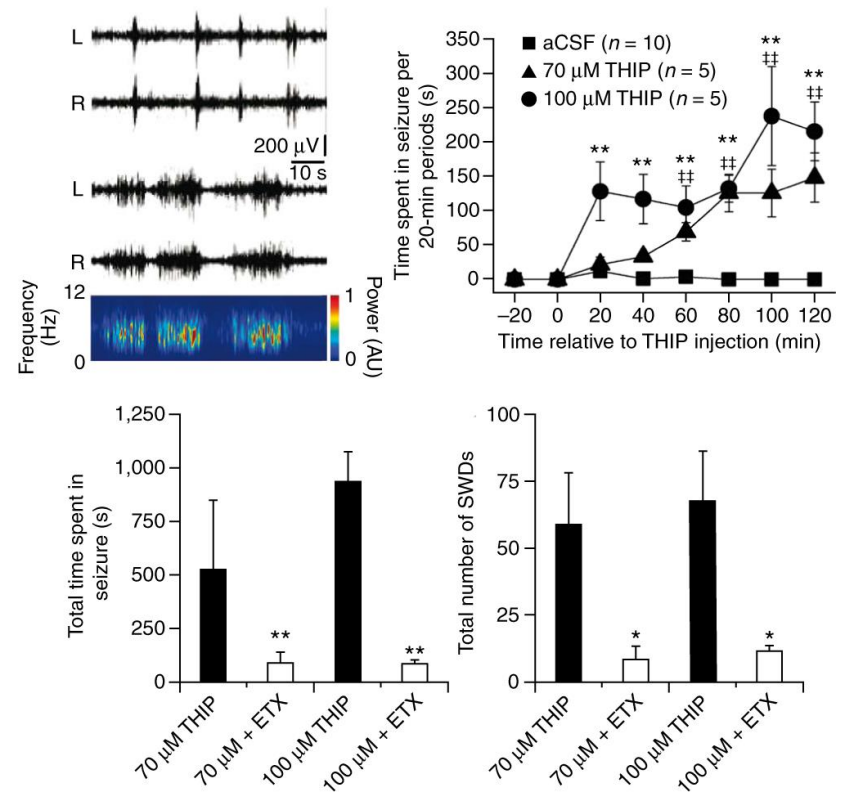 L
R
200 μV
10 s
L
R
Frequency
(Hz)
12
0
1
0
Power (AU)
Time spent in seizure per
20-min periods (s)
350
300
250
200
150
100
50
0
aCSF (n = 10)
70 μM THIP (n = 5)
100 μM THIP (n = 5)
**
**
**
‡‡
**
‡‡
**
‡‡
**
‡‡
–20 0 20 40 60 80 100 120
Time relative to THIP injection (min)
Total time spent in
seizure (s)
1,250
1,000
750
500
250
0
**
**
70 μM THIP
70 μM + ETX
100 μM THIP
100 μM + ETX
Total number of SWDs
100
75
50
25
0
*
*
70 μM THIP
70 μM + ETX
100 μM THIP
100 μM + ETX